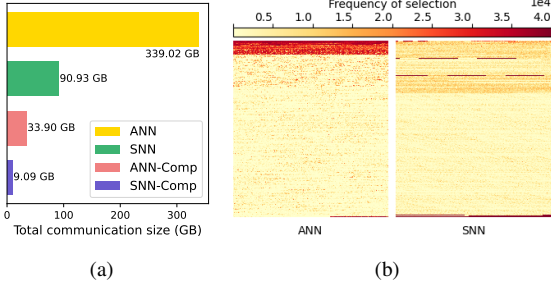 339.02 GB
90.93 GB
33.90 GB
9.09 GB
ANN
SNN
ANN-Comp
SNN-Comp
0 100 200 300
Total communication size (GB)
(a)
Frequency of selection 1e4
0.5 1.0 1.5 2.0 2.5 3.0 3.5 4.0
ANN SNN
(b)